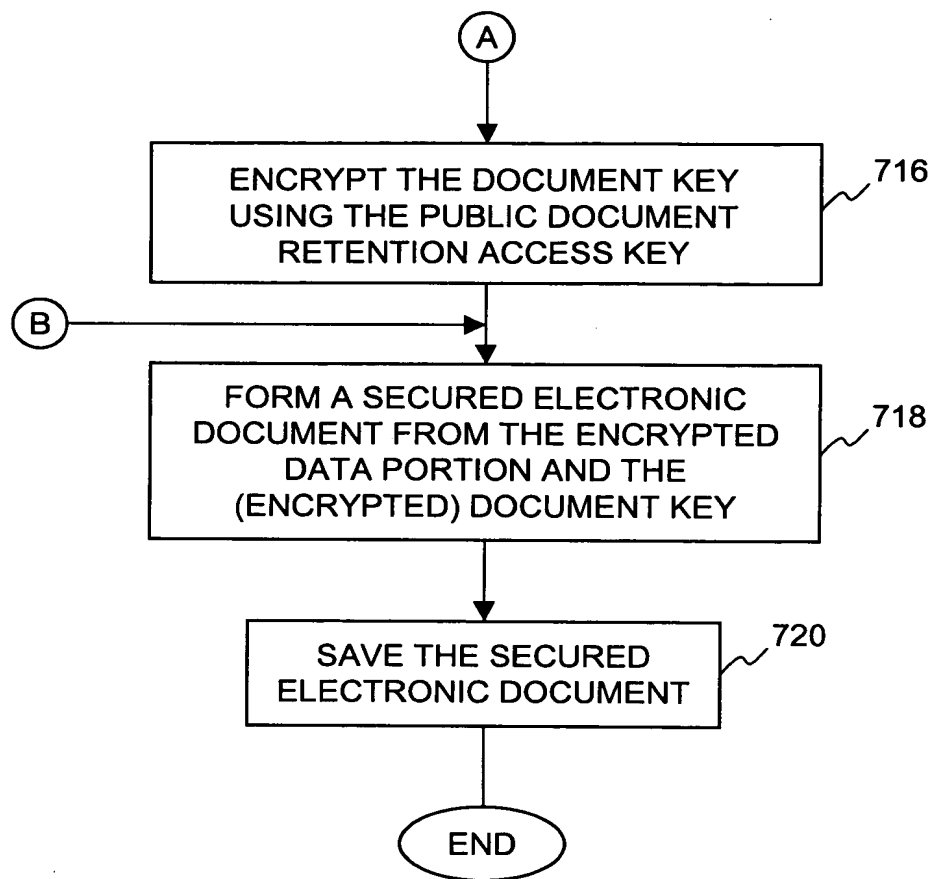 A
ENCRYPT THE DOCUMENT KEY
USING THE PUBLIC DOCUMENT
RETENTION ACCESS KEY
716
B
FORM A SECURED ELECTRONIC
DOCUMENT FROM THE ENCRYPTED
DATA PORTION AND THE
(ENCRYPTED) DOCUMENT KEY
718
SAVE THE SECURED
ELECTRONIC DOCUMENT
720
END